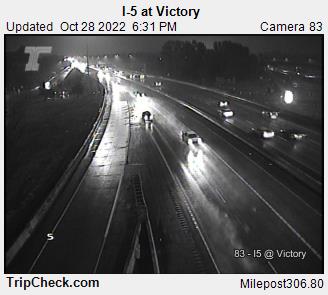 I-5 at Victory
Updated Oct 28 2022 6:31 PM Camera 83
T
S
83 - I5 @ Victory
TripCheck.com Milepost306.80